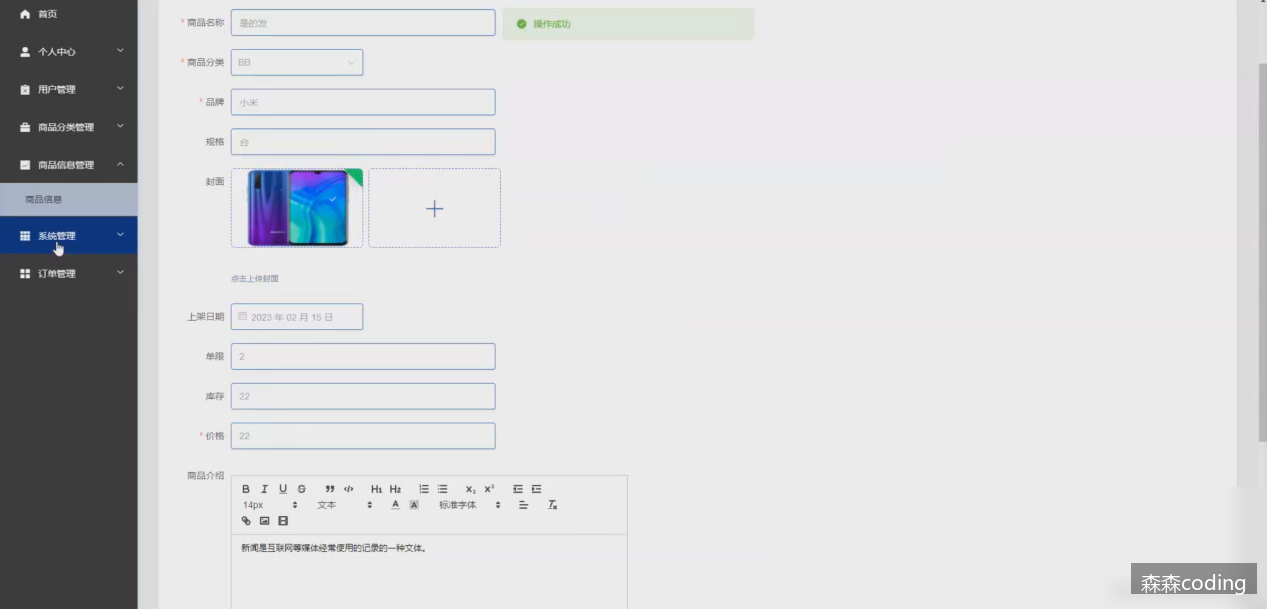 首页
个人中心
用户管理
商品分类管理
商品信息管理
商品信息
系统管理
订单管理
* 商品名称 是的发
操作成功
* 商品分类 BB
* 品牌 小米
规格 台
封面
点击上传封面
上架日期 2023 年 02 月 15 日
单限 2
库存 22
* 价格 22
商品介绍
B I U S ” </> H1 H2 X₂ X²
14px 文本 A A 标准字体 Tx
新闻是互联网等媒体经常使用的记录的一种文体。
森森coding